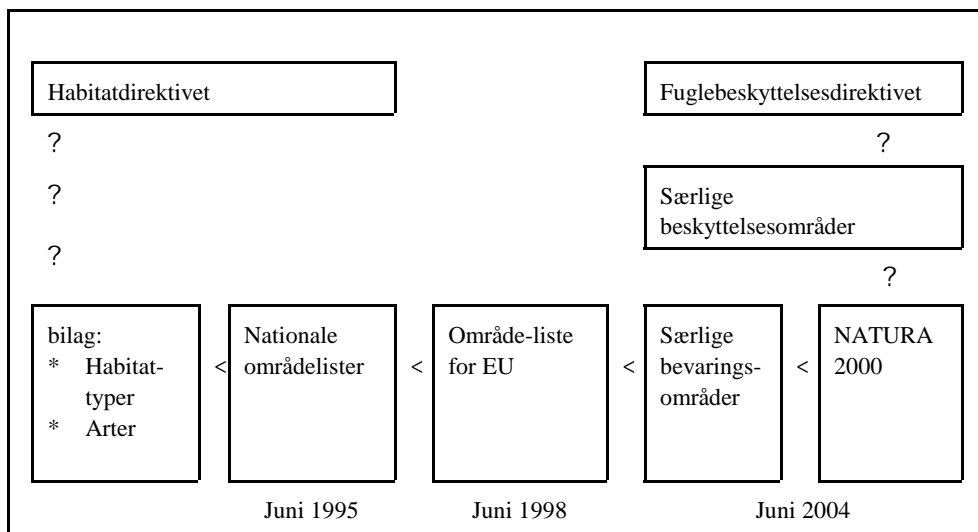 Habitatdirektivet
Fuglebeskyttelsesdirektivet
?
?
?
Særlige
beskyttelsesområder
?
?
bilag:
* Habitat-
typer
* Arter
<
Nationale
områdelister
<
Område-liste
for EU
<
Særlige
bevarings-
områder
<
NATURA
2000
Juni 1995
Juni 1998
Juni 2004